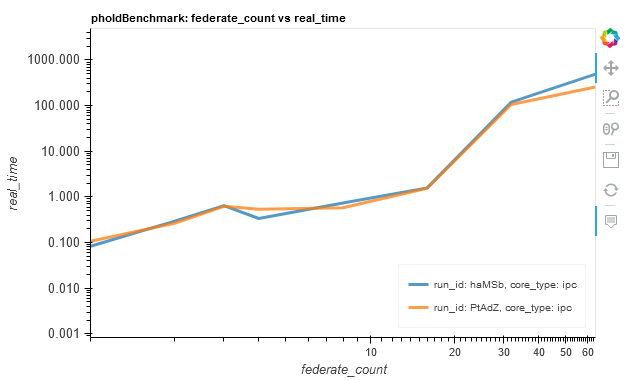 pholdBenchmark: federate_count vs real_time
1000.000
100.000
10.000
1.000
0.100
0.010
0.001
real_time
run_id: haMSb, core_type: ipc
run_id: PtAdZ, core_type: ipc
10 20 30 40 50 60
federate_count